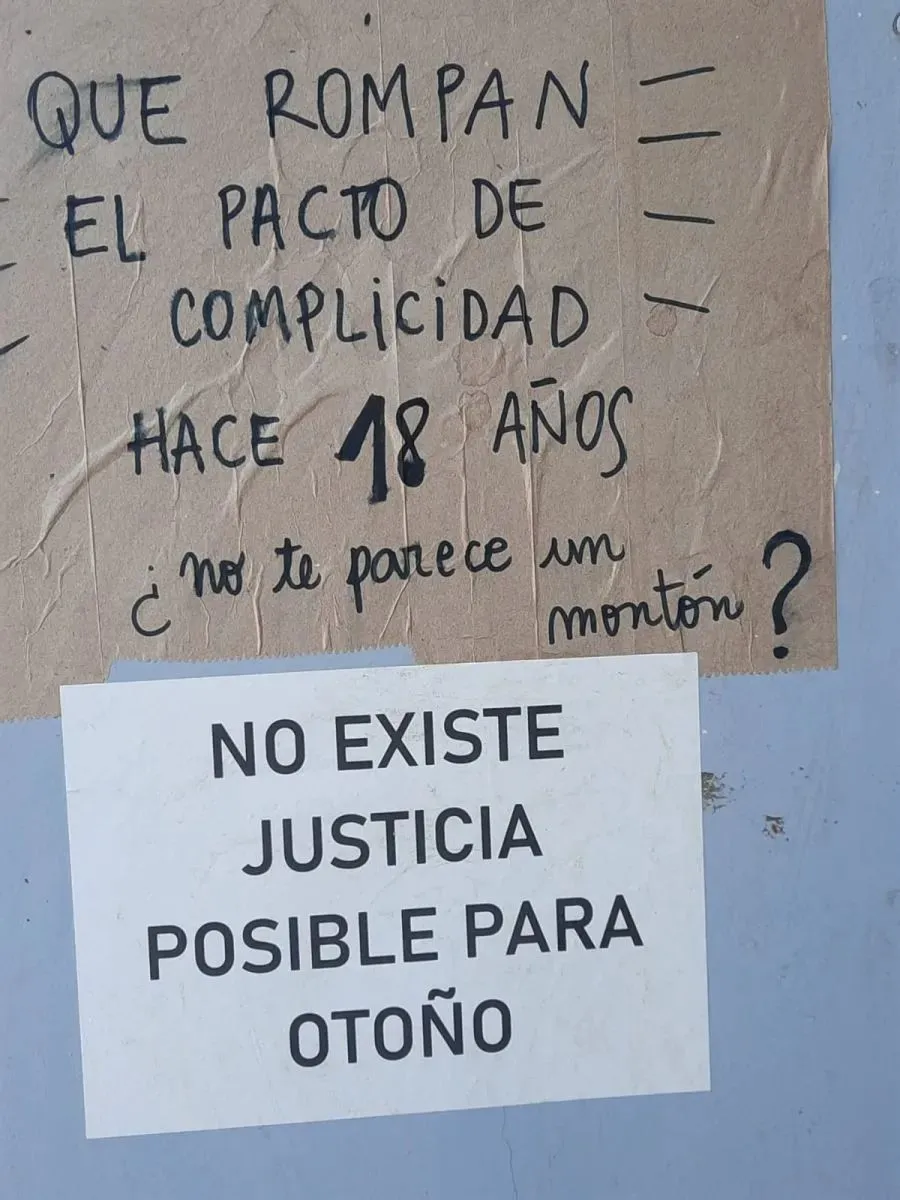 QUE ROMPAN
EL PACTO DE
COMPLICIDAD
HACE 18 AÑOS
¿no te parece un
montón?
NO EXISTE
JUSTICIA
POSIBLE PARA
OTOÑO